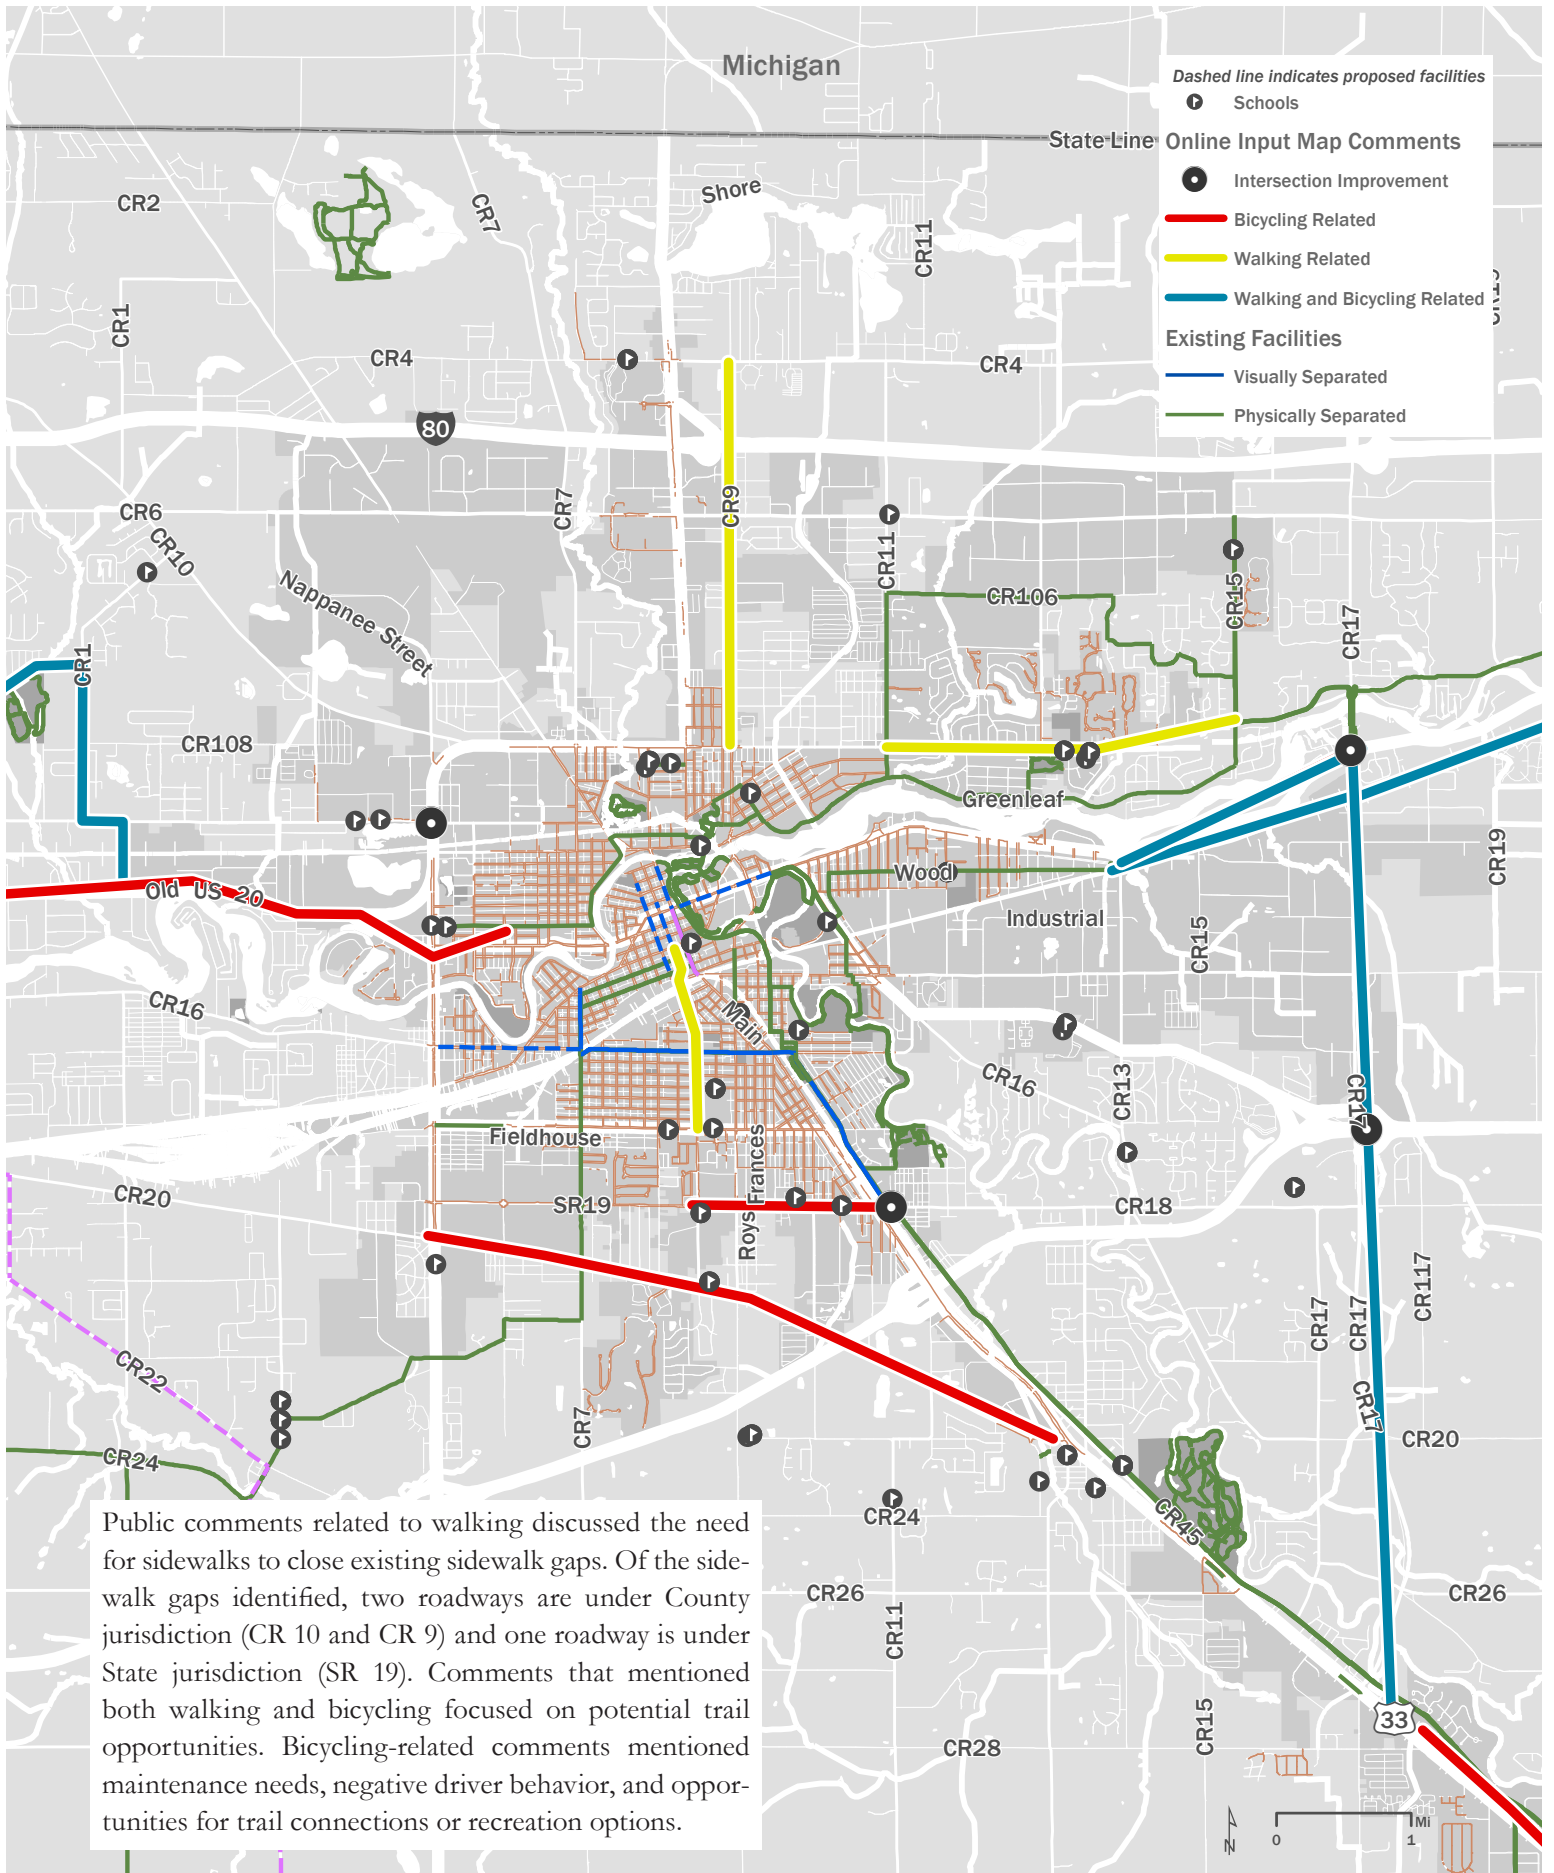 Michigan
Dashed line indicates proposed facilities
Schools
State Line
Online Input Map Comments
Intersection Improvement
Bicycling Related
Walking Related
Walking and Bicycling Related
Existing Facilities
Visually Separated
Physically Separated
CR2
CR7
Shore
CR11
CR1
CR4
CR4
80
CR6
CR10
CR7
CR9
CR11
CR106
CR15
CR17
Nappanee Street
CR1
CR108
Greenleaf
CR19
Old US 20
Wood
Industrial
CR15
CR16
Main
CR16
CR13
CR17
Fieldhouse
Frances
CR20
SR19
Roys
CR18
CR17
CR17
CR117
CR22
CR7
CR17
CR20
CR24
CR24
CR45
CR26
CR26
CR11
CR15
CR28
33
Public comments related to walking discussed the need
for sidewalks to close existing sidewalk gaps. Of the side-
walk gaps identified, two roadways are under County
jurisdiction (CR 10 and CR 9) and one roadway is under
State jurisdiction (SR 19). Comments that mentioned
both walking and bicycling focused on potential trail
opportunities. Bicycling-related comments mentioned
maintenance needs, negative driver behavior, and oppor-
tunities for trail connections or recreation options.
N
Mi
0 1